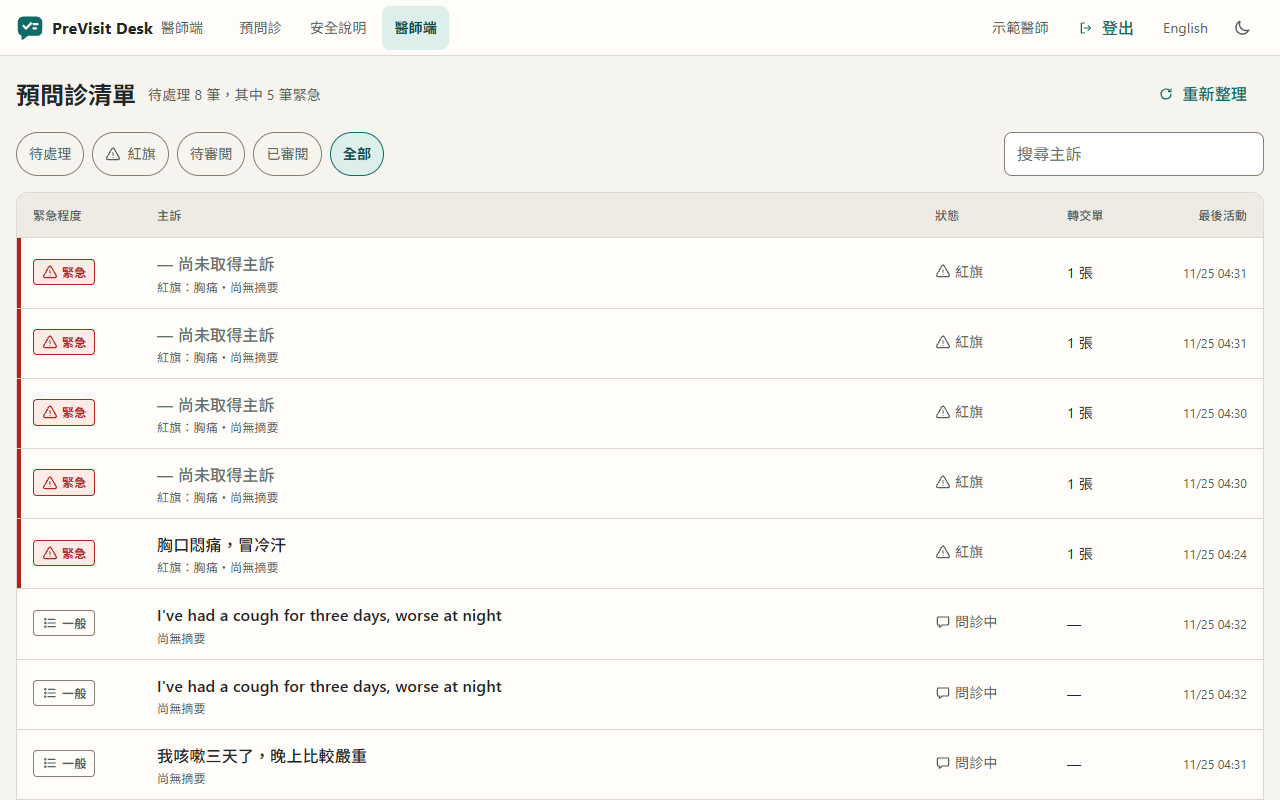 PreVisit Desk 醫師端 預問診 安全說明 醫師端 示範醫師 登出 English
預問診清單 待處理 8 筆，其中 5 筆緊急 重新整理
待處理 紅旗 待審閱 已審閱 全部 搜尋主訴
緊急程度 主訴 狀態 轉交單 最後活動
緊急 — 尚未取得主訴 紅旗 1 張 11/25 04:31
紅旗：胸痛・尚無摘要
緊急 — 尚未取得主訴 紅旗 1 張 11/25 04:31
紅旗：胸痛・尚無摘要
緊急 — 尚未取得主訴 紅旗 1 張 11/25 04:30
紅旗：胸痛・尚無摘要
緊急 — 尚未取得主訴 紅旗 1 張 11/25 04:30
紅旗：胸痛・尚無摘要
緊急 胸口悶痛，冒冷汗 紅旗 1 張 11/25 04:24
紅旗：胸痛・尚無摘要
一般 I've had a cough for three days, worse at night 問診中 — 11/25 04:32
尚無摘要
一般 I've had a cough for three days, worse at night 問診中 — 11/25 04:32
尚無摘要
一般 我咳嗽三天了，晚上比較嚴重 問診中 — 11/25 04:31
尚無摘要